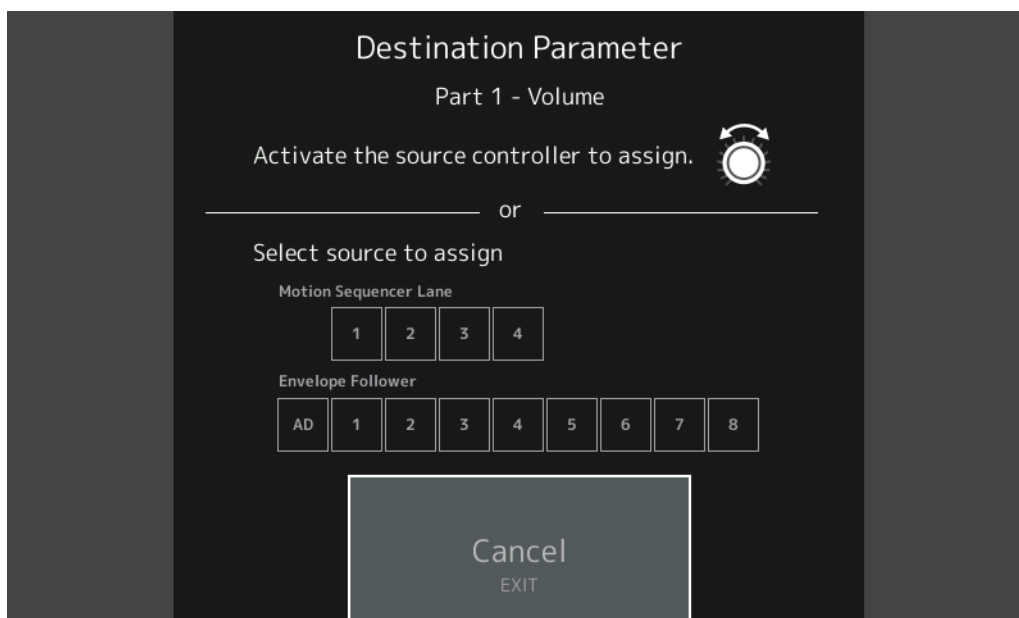 Destination Parameter
Part 1 - Volume
Activate the source controller to assign.
or
Select source to assign
Motion Sequencer Lane
1 2 3 4
Envelope Follower
AD 1 2 3 4 5 6 7 8
Cancel
EXIT